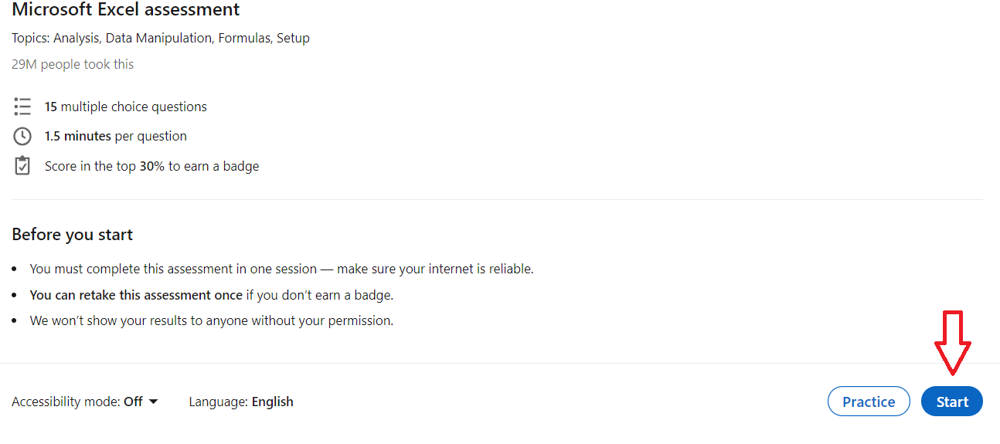 Microsoft Excel assessment
Topics: Analysis, Data Manipulation, Formulas, Setup
29M people took this
15 multiple choice questions
1.5 minutes per question
Score in the top 30% to earn a badge
Before you start
• You must complete this assessment in one session — make sure your internet is reliable.
• You can retake this assessment once if you don’t earn a badge.
• We won’t show your results to anyone without your permission.
Accessibility mode: Off Language: English Practice Start